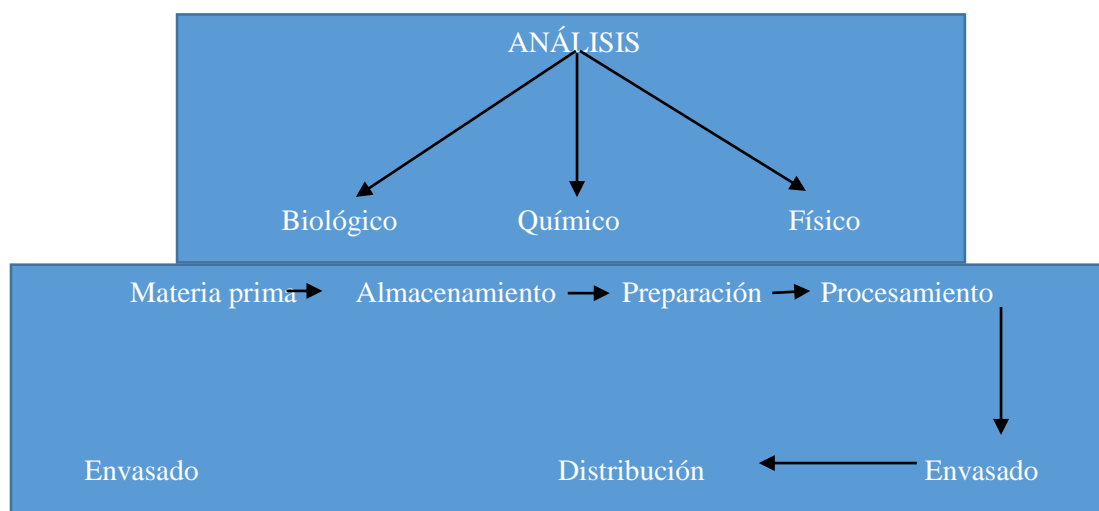 ANÁLISIS
Biológico Químico Físico
Materia prima Almacenamiento Preparación Procesamiento
Envasado Distribución Envasado